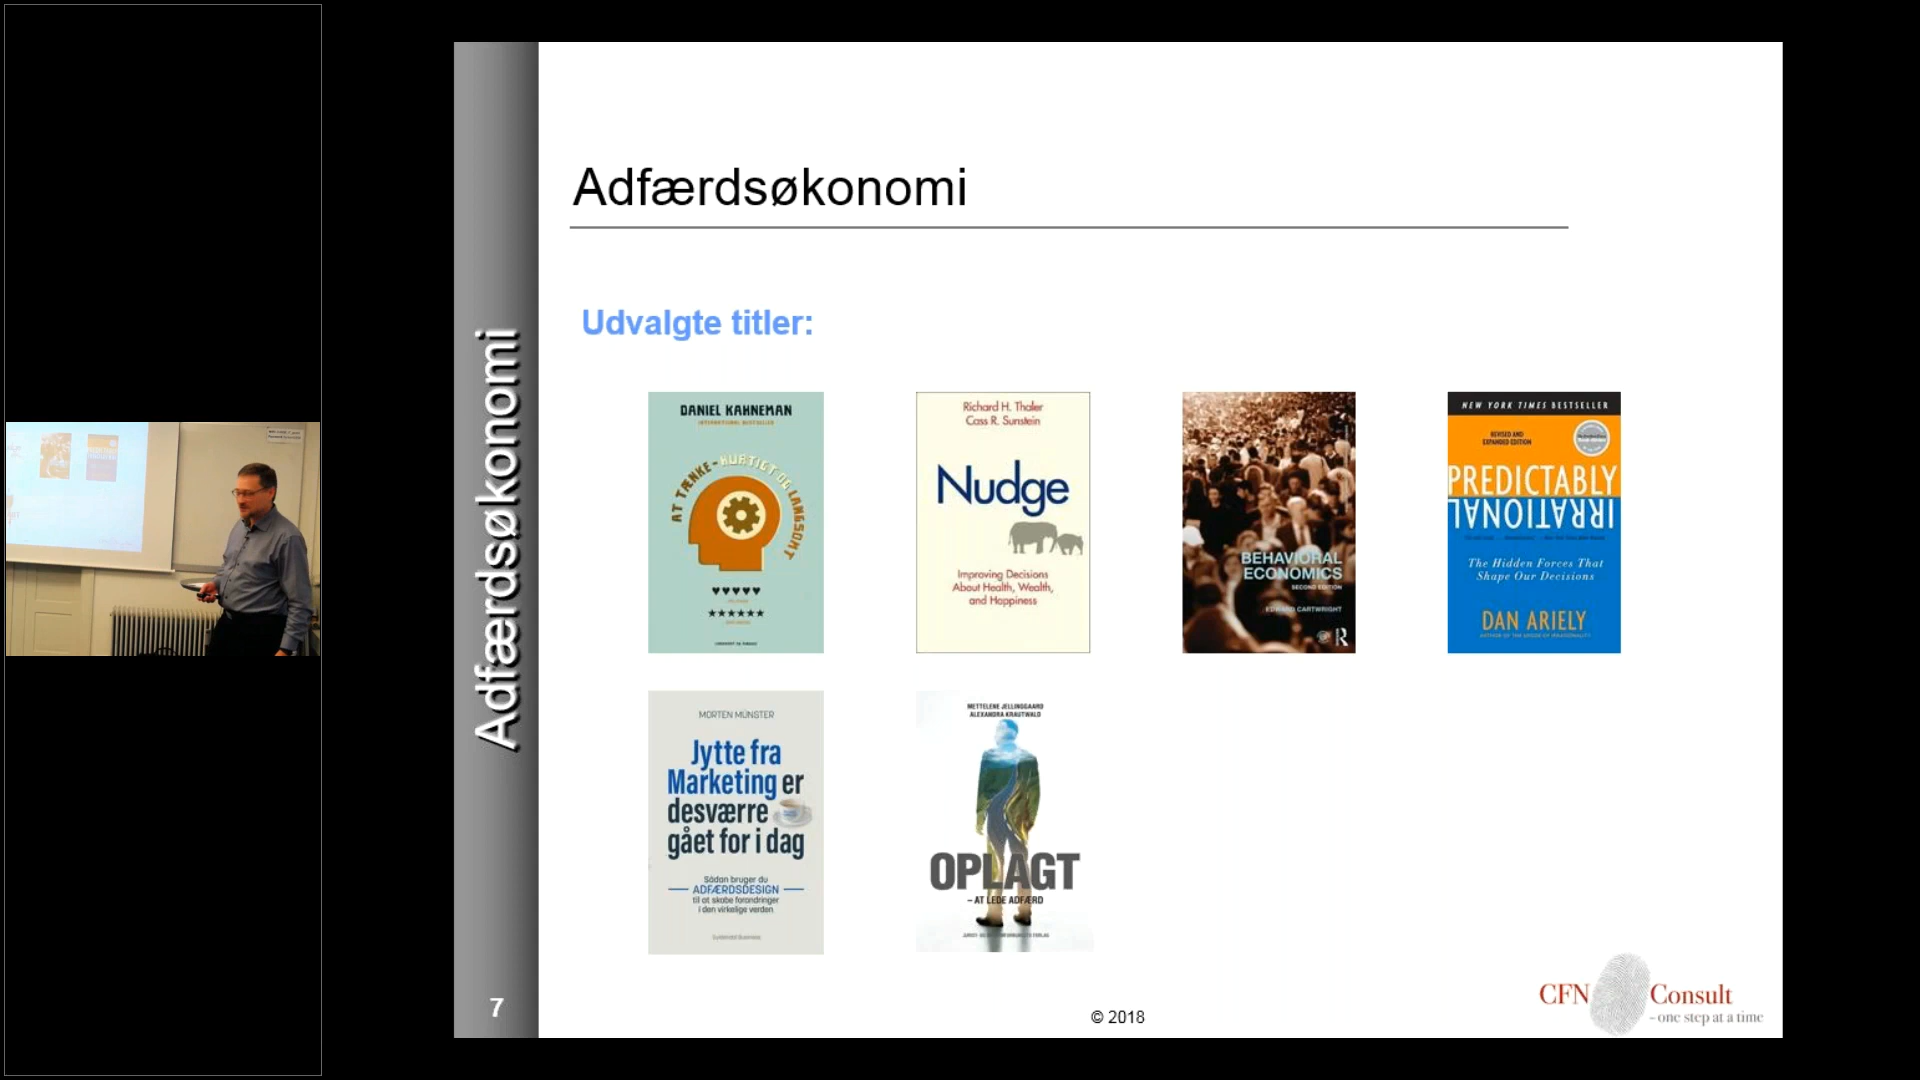 Adfærdsøkonomi
Adfærdsøkonomi
Udvalgte titler:
DANIEL KAHNEMAN
INTERNATIONAL BESTSELLER
AT TÆNKE - HURTIGT OG LANGSOMT
Richard H. Thaler
Cass R. Sunstein
Nudge
Improving Decisions
About Health, Wealth,
and Happiness
BEHAVIORAL
ECONOMICS
SECOND EDITION
EDWARD CARTWRIGHT
NEW YORK TIMES BESTSELLER
REVISED AND
EXPANDED EDITION
PREDICTABLY
IRRATIONAL
The Hidden Forces That
Shape Our Decisions
DAN ARIELY
AUTHOR OF THE UPSIDE OF IRRATIONALITY
MORTEN MÜNSTER
Jytte fra
Marketing er
desværre
gået for i dag
Sådan bruger du
ADFÆRDSDESIGN
til at skabe forandringer
i den virkelige verden
Gyldendal Business
METTELENE JELLINGGAARD
ALEXANDRA KRAUTWALD
OPLAGT
– AT LEDE ADFÆRD
7
© 2018
CFN Consult
– one step at a time